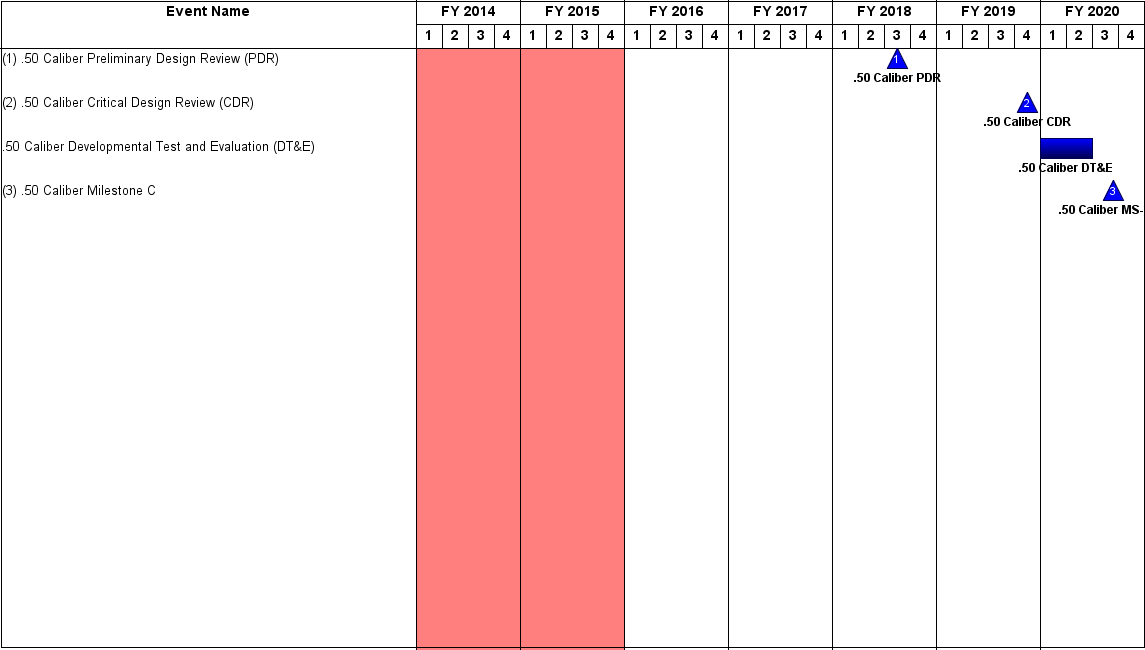 Event Name FY 2014 FY 2015 FY 2016 FY 2017 FY 2018 FY 2019 FY 2020
1 2 3 4 1 2 3 4 1 2 3 4 1 2 3 4 1 2 3 4 1 2 3 4 1 2 3 4
(1) .50 Caliber Preliminary Design Review (PDR) 1
.50 Caliber PDR
(2) .50 Caliber Critical Design Review (CDR) 2
.50 Caliber CDR
.50 Caliber Developmental Test and Evaluation (DT&E)
.50 Caliber DT&E
(3) .50 Caliber Milestone C 3
.50 Caliber MS-